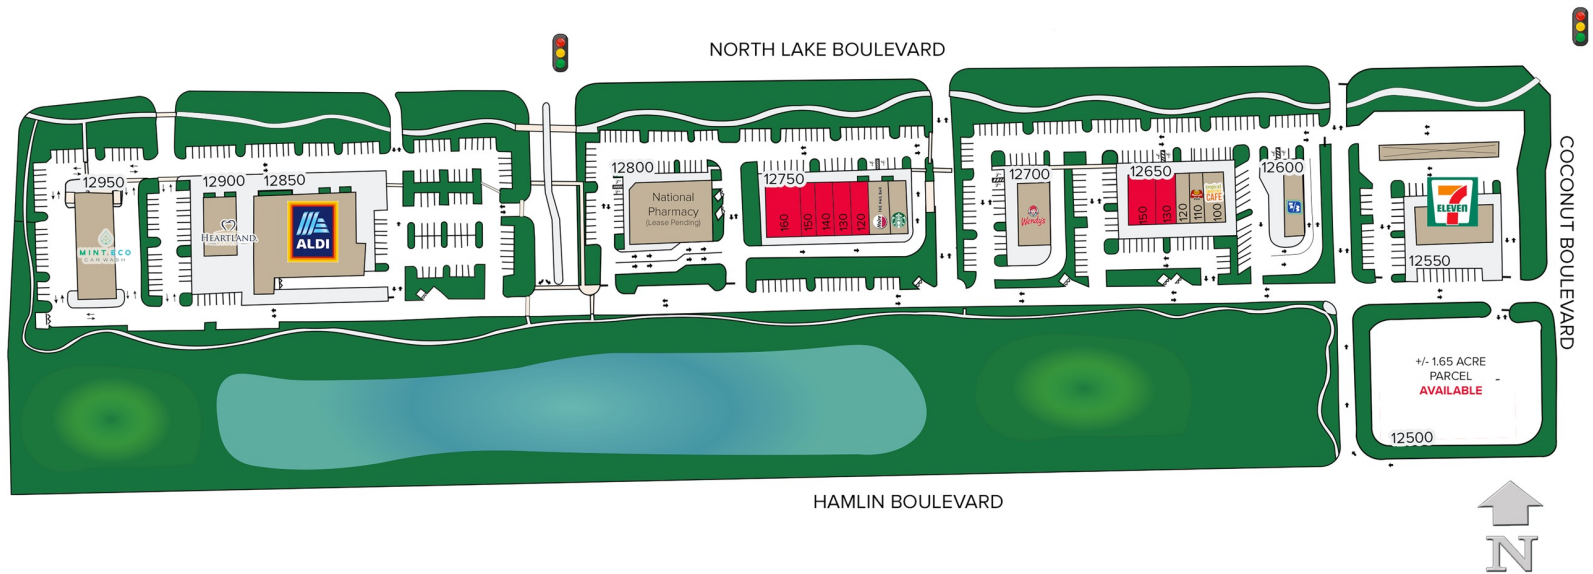 NORTH LAKE BOULEVARD
COCONUT BOULEVARD
12950
12900
12850
12800
12750
12700
12650
12600
MINT ECO
CAR WASH
HEARTLAND
ALDI
National
Pharmacy
(Lease Pending)
160
150
140
130
120
Wendy's
150
130
120
110
100
CAFE
ELEVEN
12550
+/- 1.65 ACRE
PARCEL
AVAILABLE
12500
HAMLIN BOULEVARD
N